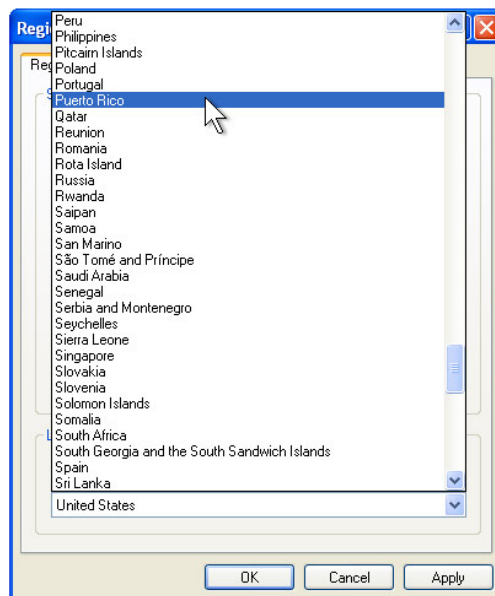 Regi
Peru
Philippines
Pitcairn Islands
Poland
Portugal
Puerto Rico
Qatar
Reunion
Romania
Rota Island
Russia
Rwanda
Saipan
Samoa
San Marino
São Tomé and Príncipe
Saudi Arabia
Senegal
Serbia and Montenegro
Seychelles
Sierra Leone
Singapore
Slovakia
Slovenia
Solomon Islands
Somalia
South Africa
South Georgia and the South Sandwich Islands
Spain
Sri Lanka
United States
OK Cancel Apply